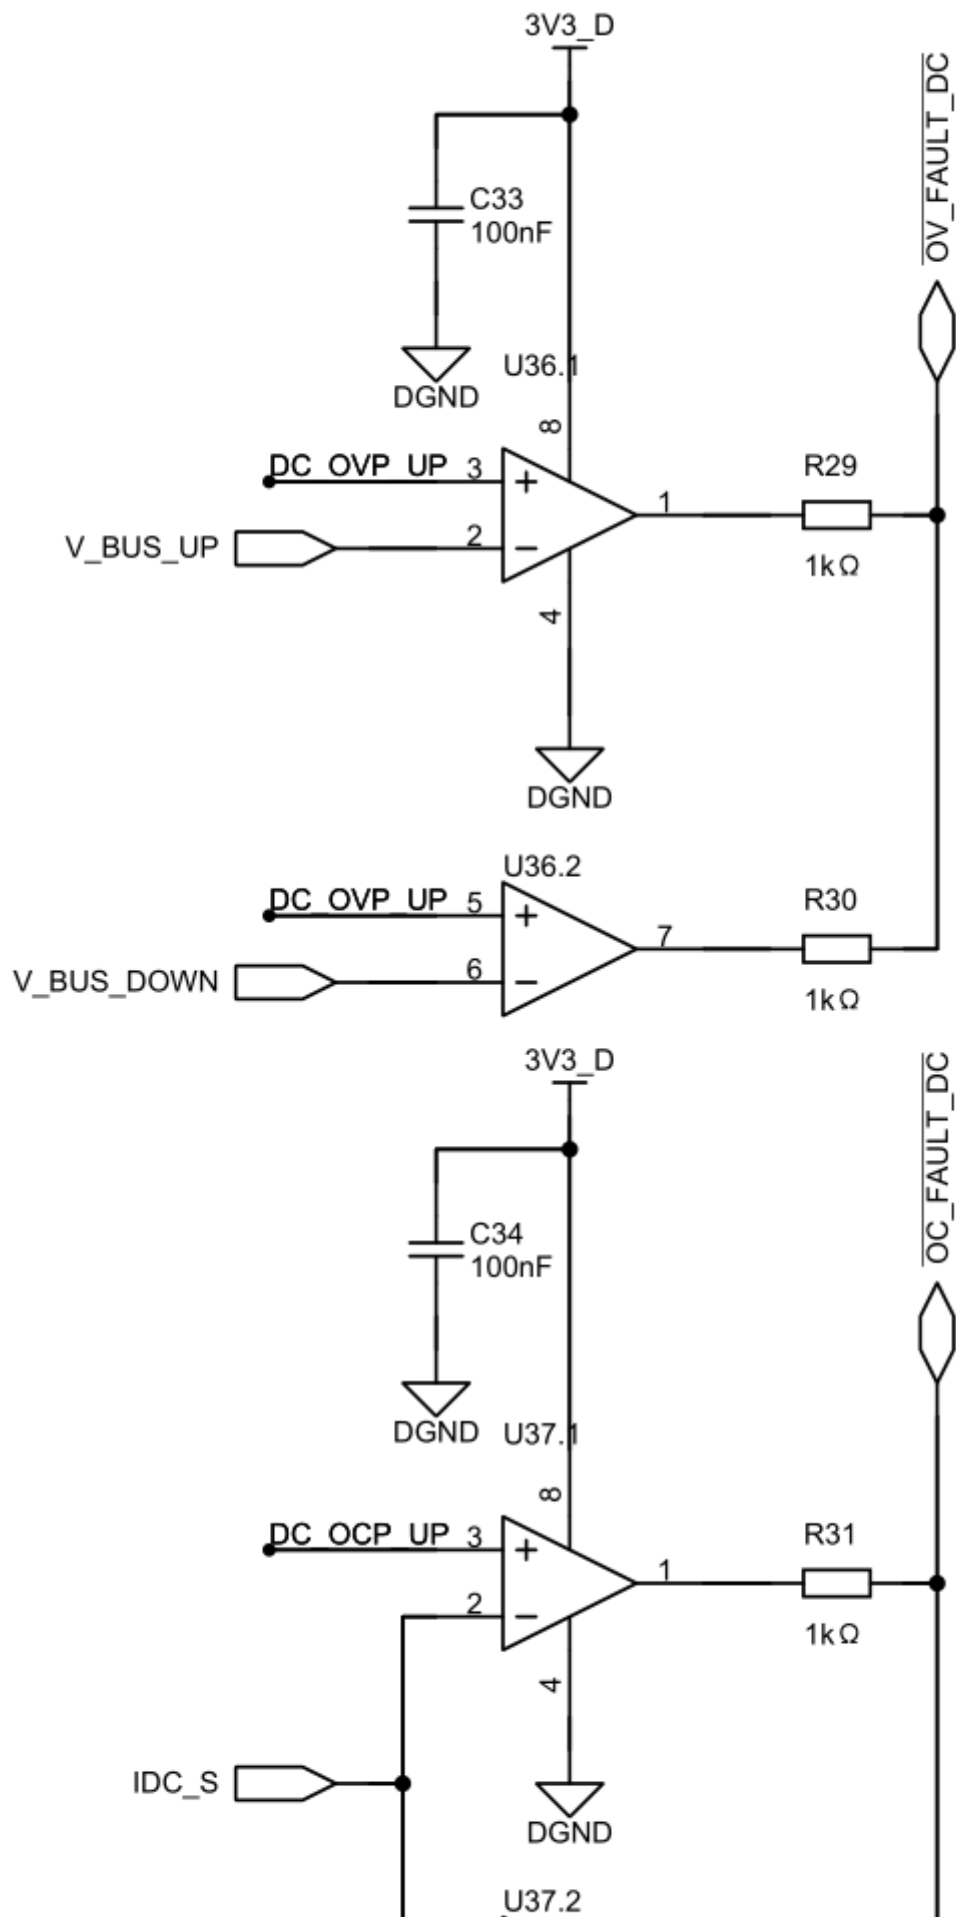 3V3_D
OV_FAULT_DC
C33
100nF
DGND
U36.1
8
DC_OVP_UP 3
V_BUS_UP 2
1
R29
1kΩ
4
DGND
U36.2
DC_OVP_UP 5
V_BUS_DOWN 6
7
R30
1kΩ
3V3_D
OC_FAULT_DC
C34
100nF
DGND
U37.1
8
DC_OCP_UP 3
2
1
R31
1kΩ
4
IDC_S
DGND
U37.2